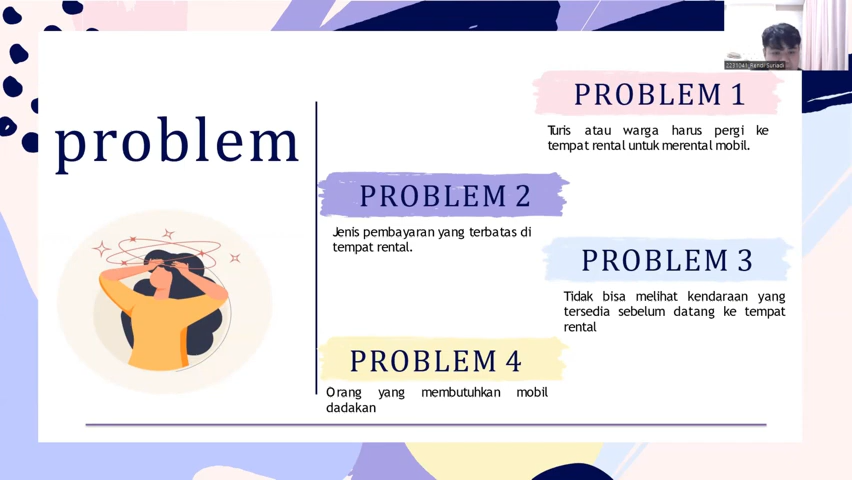 problem
PROBLEM 1
Turis atau warga harus pergi ke
tempat rental untuk merental mobil.
PROBLEM 2
Jenis pembayaran yang terbatas di
tempat rental.
PROBLEM 3
Tidak bisa melihat kendaraan yang
tersedia sebelum datang ke tempat
rental
PROBLEM 4
Orang yang membutuhkan mobil
dadakan